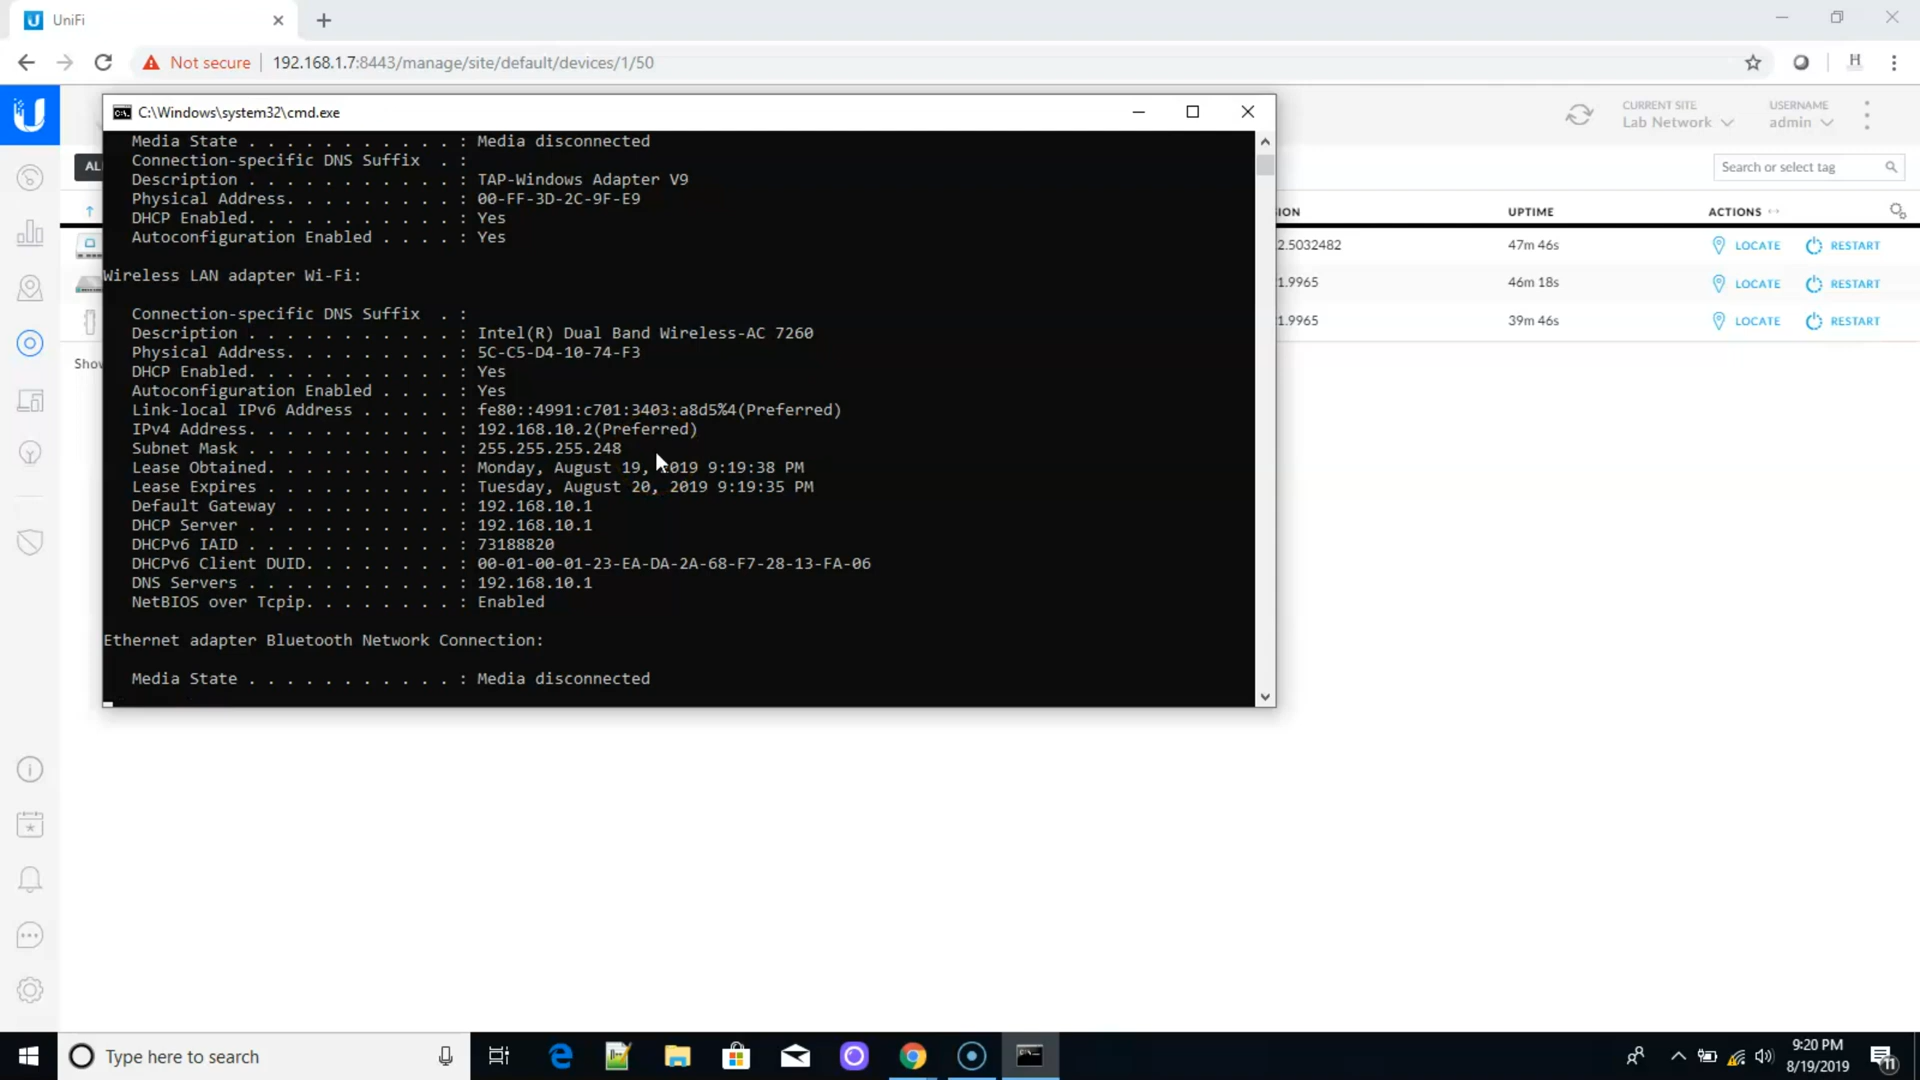 UniFi
Not secure
192.168.1.7:8443/manage/site/default/devices/1/50
H
C:\Windows\system32\cmd.exe
CURRENT SITE
Lab Network
USERNAME
admin
AL
Search or select tag
ION
UPTIME
ACTIONS
2.5032482
47m 46s
LOCATE
RESTART
1.9965
46m 18s
LOCATE
RESTART
1.9965
39m 46s
LOCATE
RESTART
Show
Media State . . . . . . . . . . . : Media disconnected
Connection-specific DNS Suffix . :
Description . . . . . . . . . . . : TAP-Windows Adapter V9
Physical Address. . . . . . . . . : 00-FF-3D-2C-9F-E9
DHCP Enabled. . . . . . . . . . . : Yes
Autoconfiguration Enabled . . . . : Yes
Wireless LAN adapter Wi-Fi:
Connection-specific DNS Suffix . :
Description . . . . . . . . . . . : Intel(R) Dual Band Wireless-AC 7260
Physical Address. . . . . . . . . : 5C-C5-D4-10-74-F3
DHCP Enabled. . . . . . . . . . . : Yes
Autoconfiguration Enabled . . . . : Yes
Link-local IPv6 Address . . . . . : fe80::4991:c701:3403:a8d5%4(Preferred)
IPv4 Address. . . . . . . . . . . : 192.168.10.2(Preferred)
Subnet Mask . . . . . . . . . . . : 255.255.255.248
Lease Obtained. . . . . . . . . . : Monday, August 19, 2019 9:19:38 PM
Lease Expires . . . . . . . . . . : Tuesday, August 20, 2019 9:19:35 PM
Default Gateway . . . . . . . . . : 192.168.10.1
DHCP Server . . . . . . . . . . . : 192.168.10.1
DHCPv6 IAID . . . . . . . . . . . : 73188820
DHCPv6 Client DUID. . . . . . . . : 00-01-00-01-23-EA-DA-2A-68-F7-28-13-FA-06
DNS Servers . . . . . . . . . . . : 192.168.10.1
NetBIOS over Tcpip. . . . . . . . : Enabled
Ethernet adapter Bluetooth Network Connection:
Media State . . . . . . . . . . . : Media disconnected
Type here to search
9:20 PM
8/19/2019
11